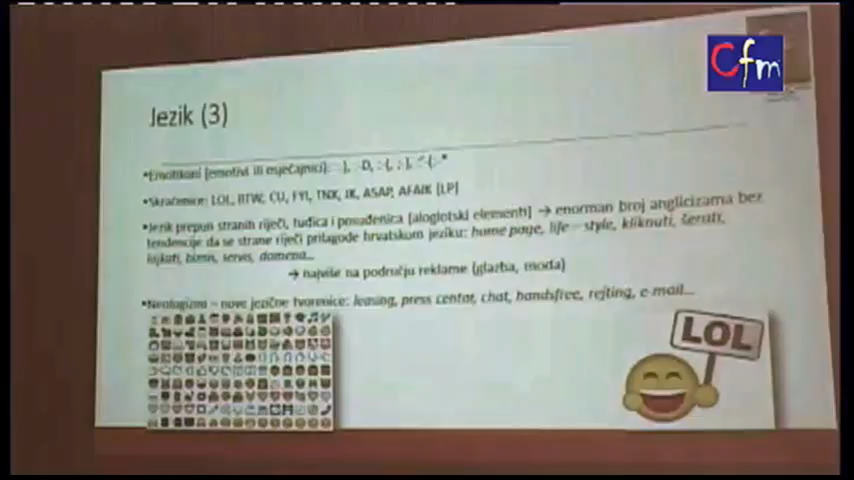 Cfm
Jezik (3)
•Emotikoni (emotivi ili osjećajnici): :-), :-D, :-(, ;-),
•Skraćenice: LOL, BTW, CU, FYI, TNX, JK, ASAP, AFAIK (LP)
•Jezik prepun stranih riječi, tuđica i posuđenica (aloglotski elementi) → enorman broj anglicizama bez
tendencije da se strane riječi prilagode hrvatskom jeziku: home page, life – style, kliknuti, šerati,
lajkati, biznis, servis, domena...
→ najviše na području reklame (glazba, moda)
•Neologizmi – nove jezične tvorenice: leasing, press centar, chat, handsfree, rejting, e-mail...
LOL